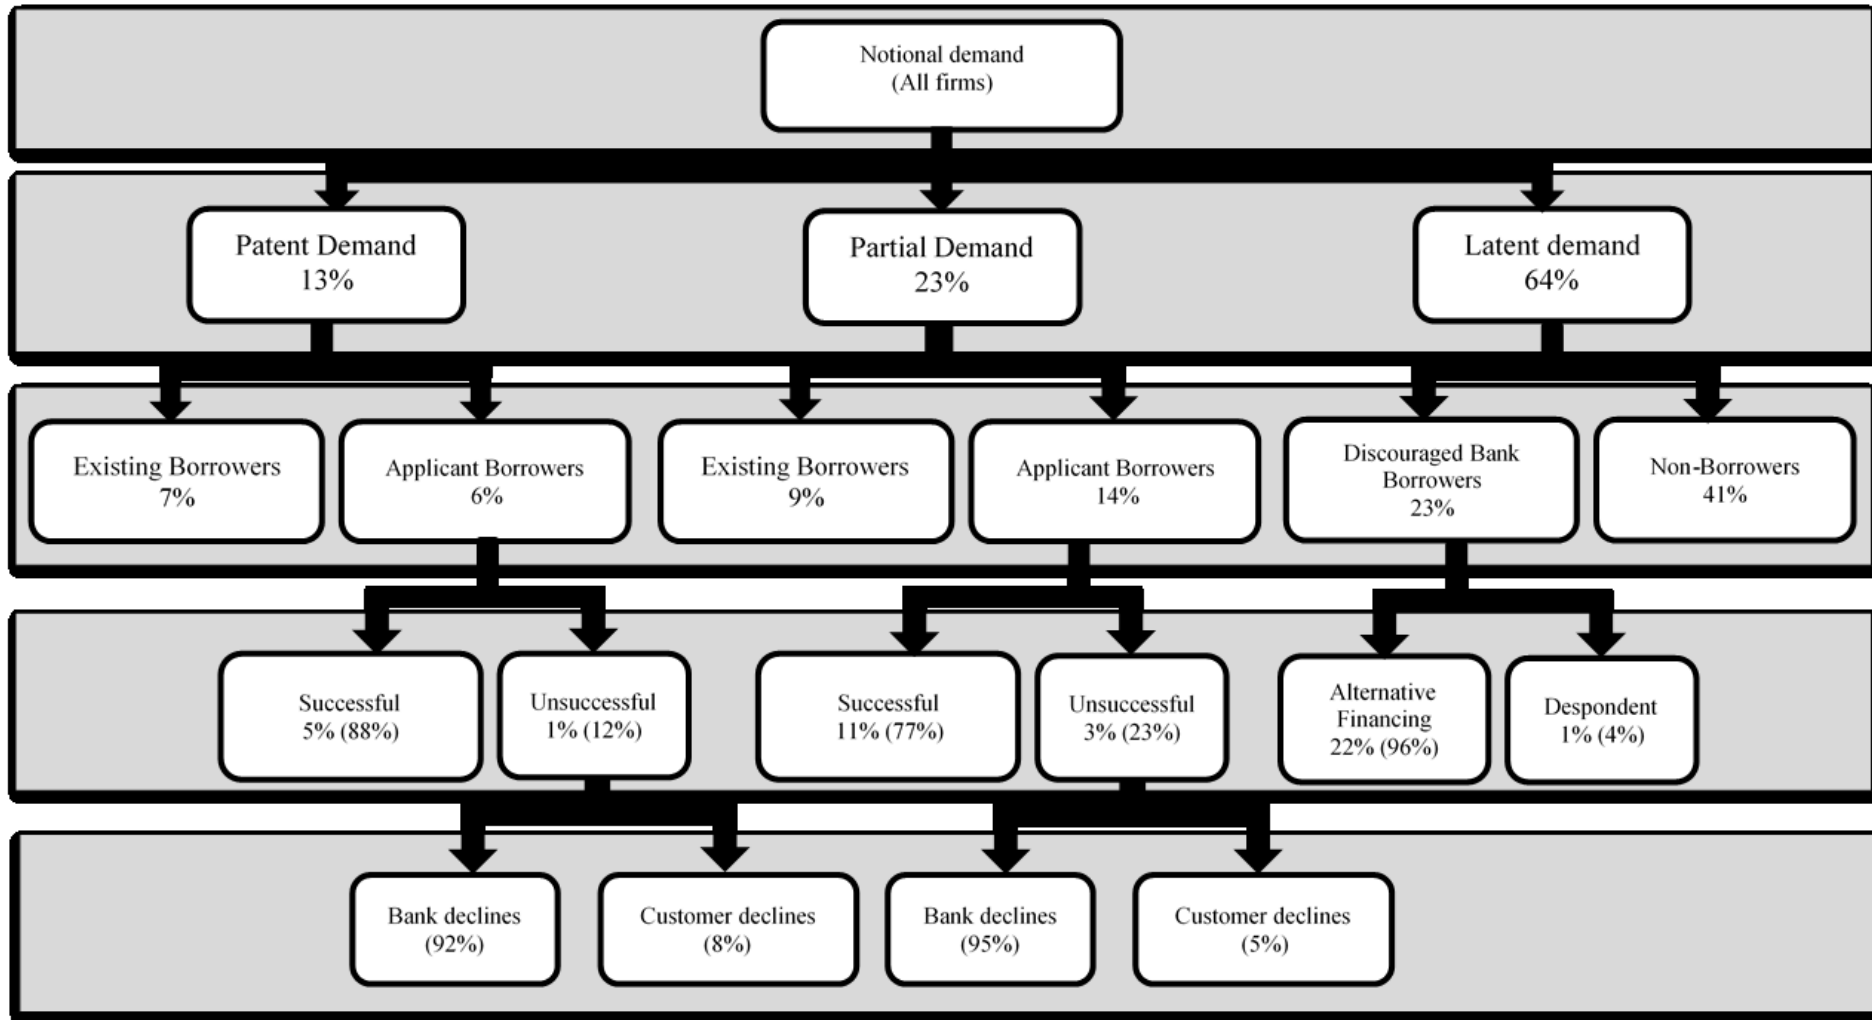 Notional demand
(All firms)
Patent Demand
13%
Partial Demand
23%
Latent demand
64%
Existing Borrowers
7%
Applicant Borrowers
6%
Existing Borrowers
9%
Applicant Borrowers
14%
Discouraged Bank
Borrowers
23%
Non-Borrowers
41%
Successful
5% (88%)
Unsuccessful
1% (12%)
Successful
11% (77%)
Unsuccessful
3% (23%)
Alternative
Financing
22% (96%)
Despondent
1% (4%)
Bank declines
(92%)
Customer declines
(8%)
Bank declines
(95%)
Customer declines
(5%)